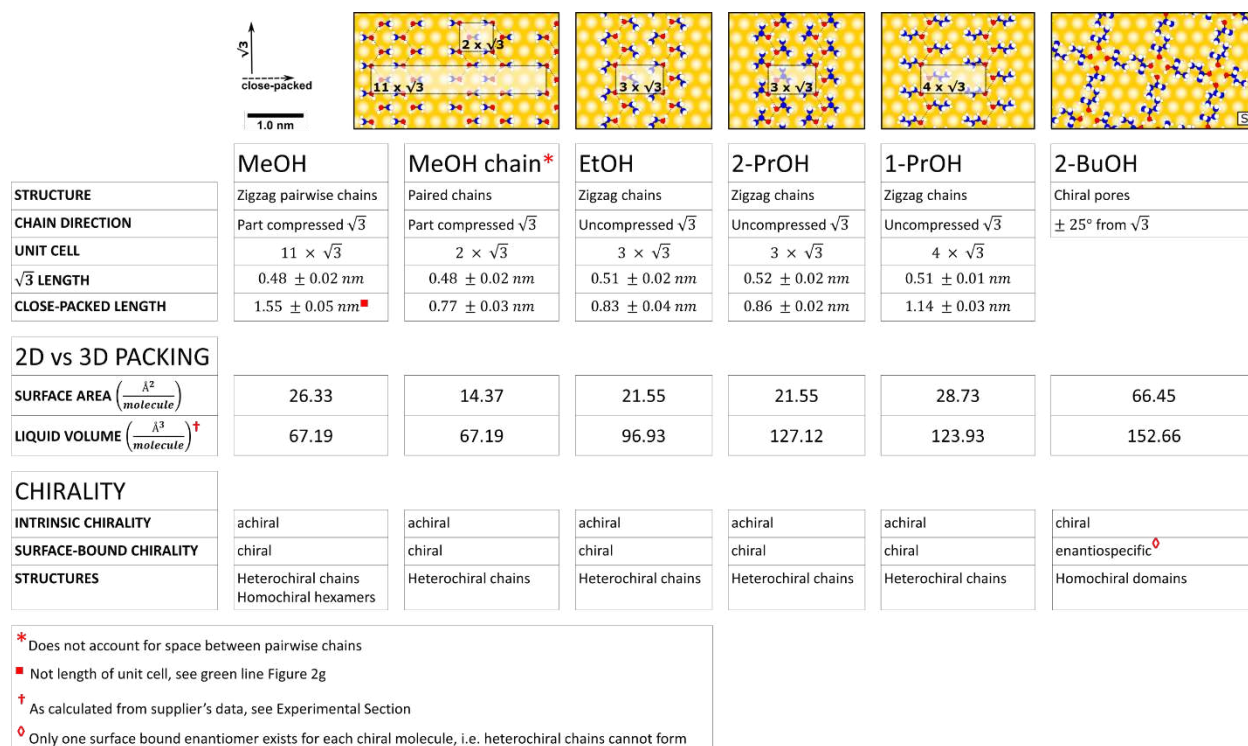 √3
close-packed
1.0 nm
2 x √3
11 x √3
3 x √3
3 x √3
4 x √3
S
MeOH MeOH chain* EtOH 2-PrOH 1-PrOH 2-BuOH
STRUCTURE Zigzag pairwise chains Paired chains Zigzag chains Zigzag chains Zigzag chains Chiral pores
CHAIN DIRECTION Part compressed √3 Part compressed √3 Uncompressed √3 Uncompressed √3 Uncompressed √3 ± 25° from √3
UNIT CELL 11 × √3 2 × √3 3 × √3 3 × √3 4 × √3
√3 LENGTH 0.48 ± 0.02 nm 0.48 ± 0.02 nm 0.51 ± 0.02 nm 0.52 ± 0.02 nm 0.51 ± 0.01 nm
CLOSE-PACKED LENGTH 1.55 ± 0.05 nm■ 0.77 ± 0.03 nm 0.83 ± 0.04 nm 0.86 ± 0.02 nm 1.14 ± 0.03 nm
2D vs 3D PACKING
SURFACE AREA (Å²/molecule) 26.33 14.37 21.55 21.55 28.73 66.45
LIQUID VOLUME (Å³/molecule)† 67.19 67.19 96.93 127.12 123.93 152.66
CHIRALITY
INTRINSIC CHIRALITY achiral achiral achiral achiral achiral chiral
SURFACE-BOUND CHIRALITY chiral chiral chiral chiral chiral enantiospecific◊
STRUCTURES Heterochiral chains Heterochiral chains Heterochiral chains Heterochiral chains Heterochiral chains Homochiral domains
Homochiral hexamers
* Does not account for space between pairwise chains
■ Not length of unit cell, see green line Figure 2g
† As calculated from supplier's data, see Experimental Section
◊ Only one surface bound enantiomer exists for each chiral molecule, i.e. heterochiral chains cannot form